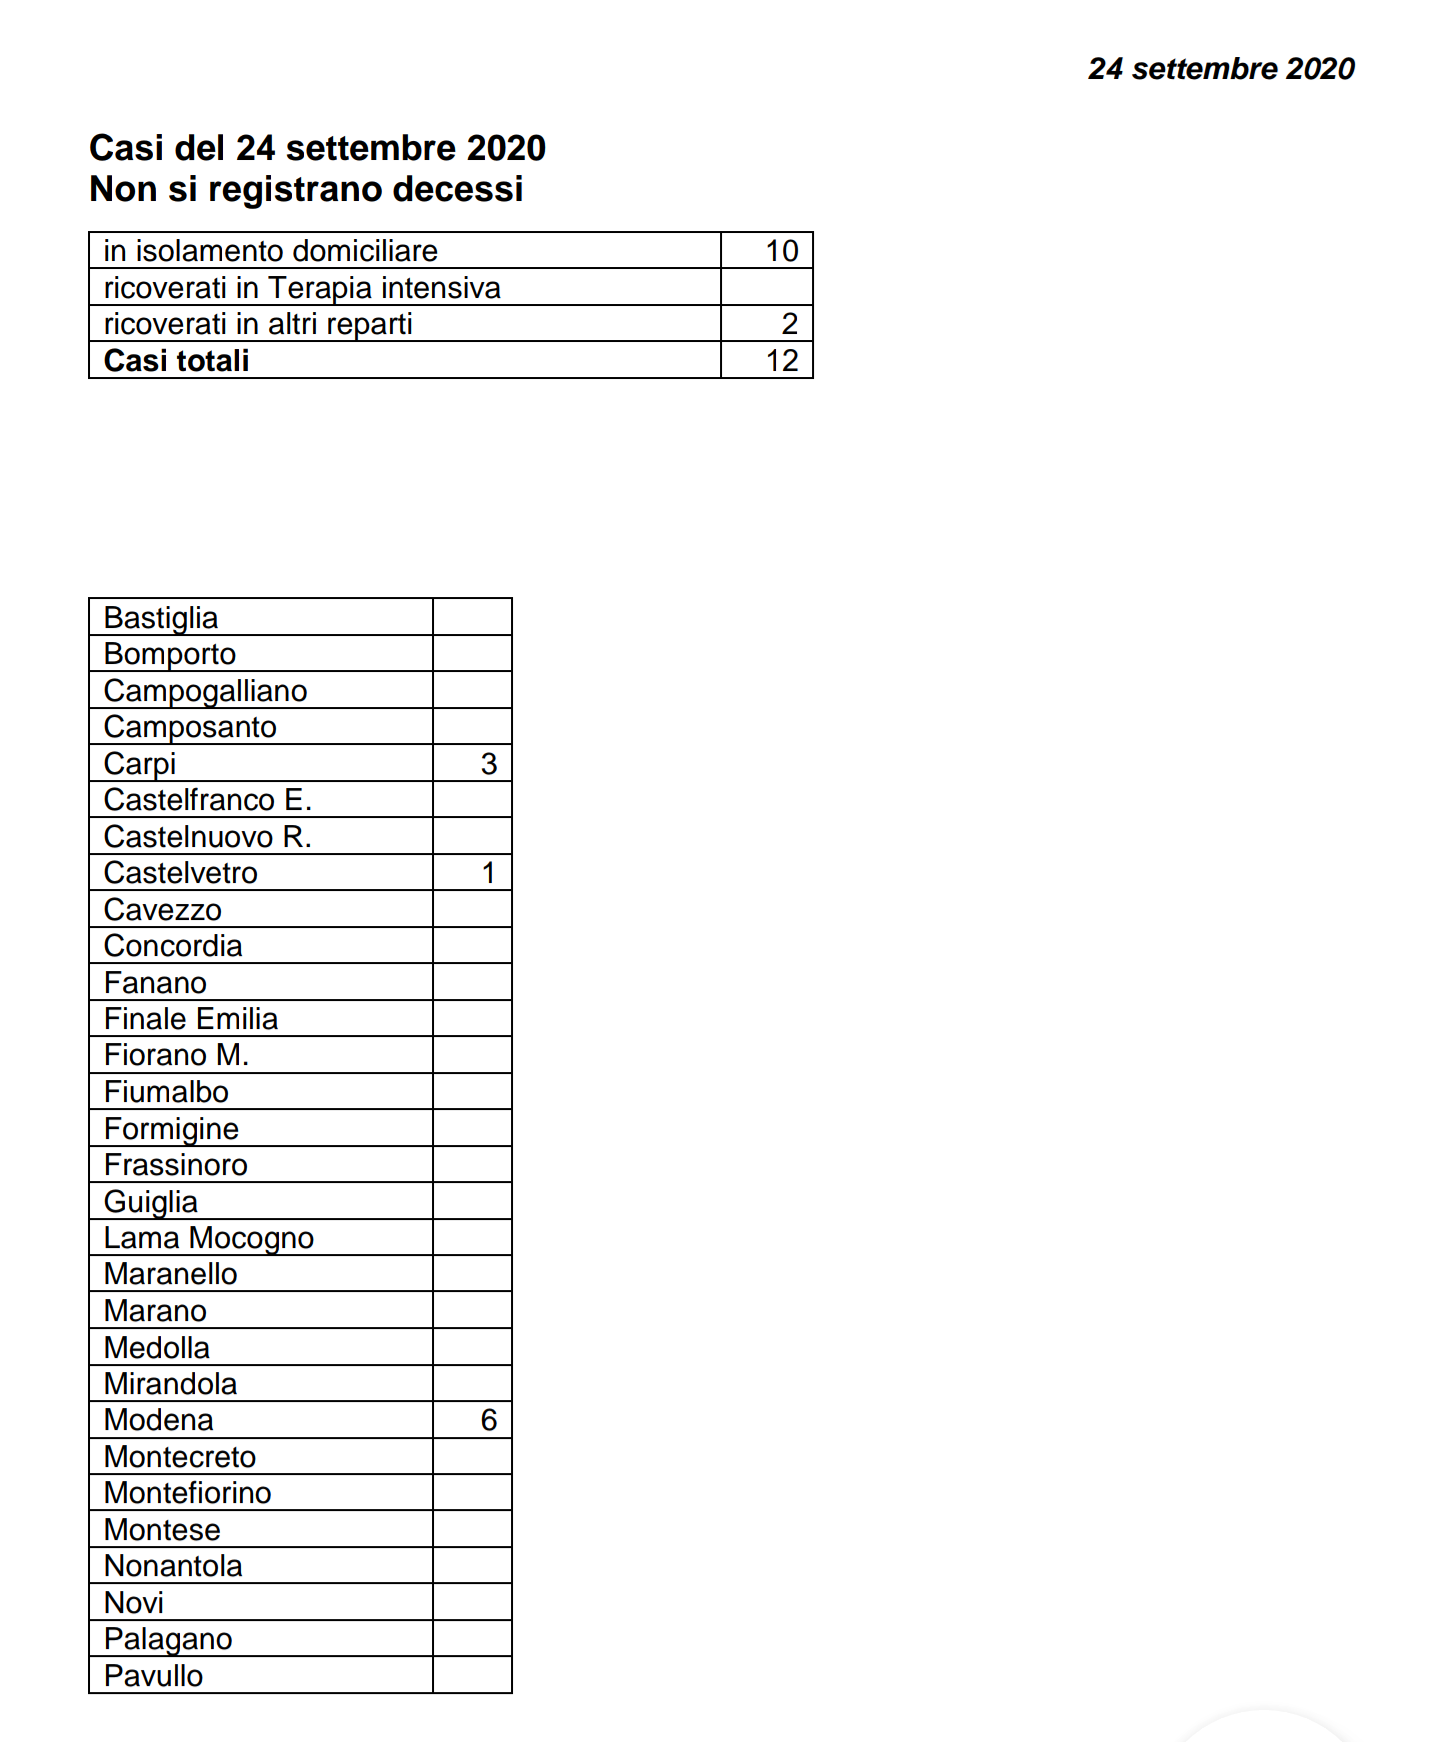 24 settembre 2020
Casi del 24 settembre 2020
Non si registrano decessi
in isolamento domiciliare 10
ricoverati in Terapia intensiva
ricoverati in altri reparti 2
Casi totali 12
Bastiglia
Bomporto
Campogalliano
Camposanto
Carpi 3
Castelfranco E.
Castelnuovo R.
Castelvetro 1
Cavezzo
Concordia
Fanano
Finale Emilia
Fiorano M.
Fiumalbo
Formigine
Frassinoro
Guiglia
Lama Mocogno
Maranello
Marano
Medolla
Mirandola
Modena 6
Montecreto
Montefiorino
Montese
Nonantola
Novi
Palagano
Pavullo